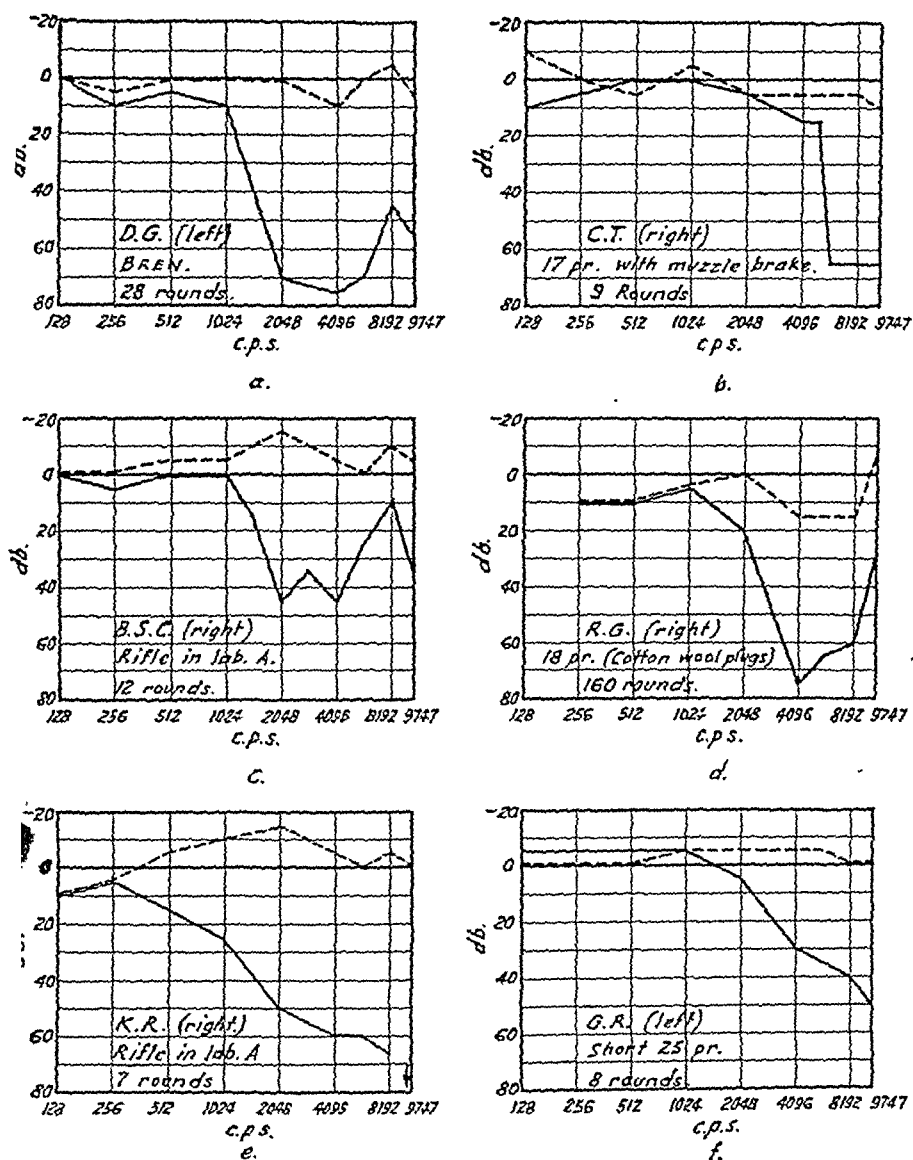 -20
0
20
40
60
80
D.G. (left)
BREN.
28 rounds.
128 256 512 1024 2048 4096 8192 9747
c.p.s.
a.
-20
0
20
40
60
80
db.
C.T. (right)
17 pr. with muzzle brake.
9 Rounds
128 256 512 1024 2048 4096 8192 9747
c.p.s.
b.
-20
0
20
40
60
80
db.
B.S.C. (right)
Rifle in lab. A.
12 rounds.
128 256 512 1024 2048 4096 8192 9747
c.p.s.
c.
-20
0
20
40
60
80
db.
R.G. (right)
18 pr. (Cotton wool plugs)
160 rounds.
128 256 512 1024 2048 4096 8192 9747
c.p.s.
d.
-20
0
20
40
60
80
K.R. (right)
Rifle in lab. A
7 rounds
128 256 512 1024 2048 4096 8192 9747
c.p.s.
e.
-20
0
20
40
60
80
db.
G.R. (left)
Short 25 pr.
8 rounds.
128 256 512 1024 2048 4096 8192 9747
c.p.s.
f.